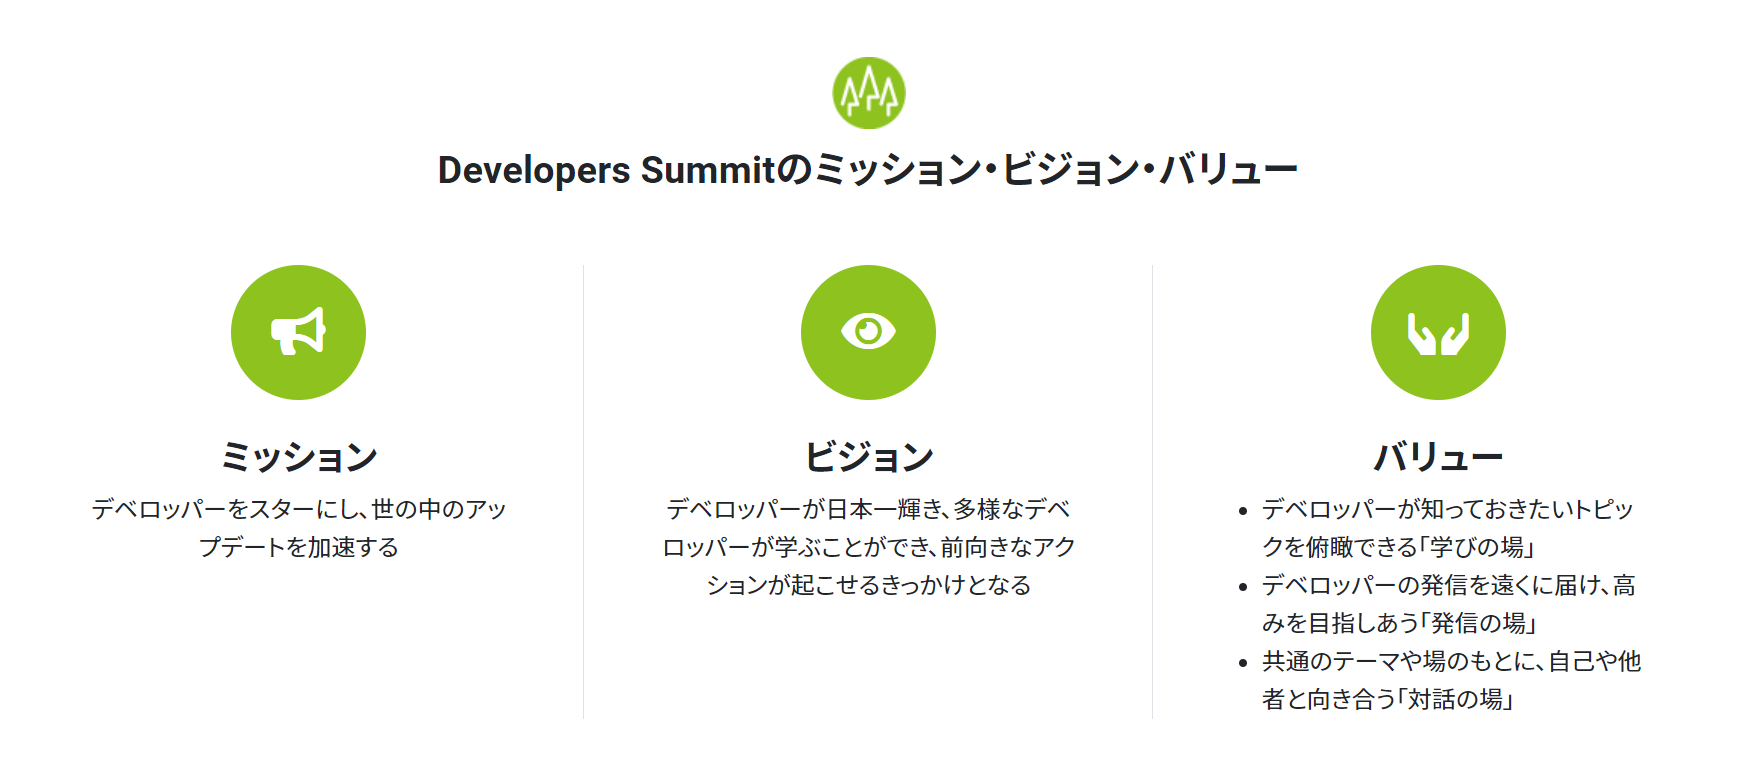 Developers Summitのミッション・ビジョン・バリュー
ミッション
デベロッパーをスターにし、世の中のアッ
プデートを加速する
ビジョン
デベロッパーが日本一輝き、多様なデベ
ロッパーが学ぶことができ、前向きなアク
ションが起こせるきっかけとなる
バリュー
• デベロッパーが知っておきたいトピッ
クを俯瞰できる「学びの場」
• デベロッパーの発信を遠くに届け、高
みを目指しあう「発信の場」
• 共通のテーマや場のもとに、自己や他
者と向き合う「対話の場」